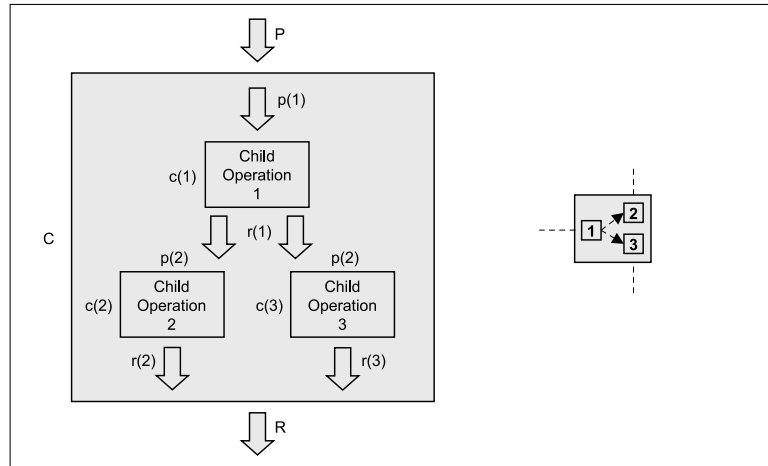 P
p(1)
Child
Operation
1
c(1)
r(1)
C
p(2)
p(2)
Child
Operation
2
c(2)
Child
Operation
3
c(3)
r(2)
r(3)
R
1
2
3